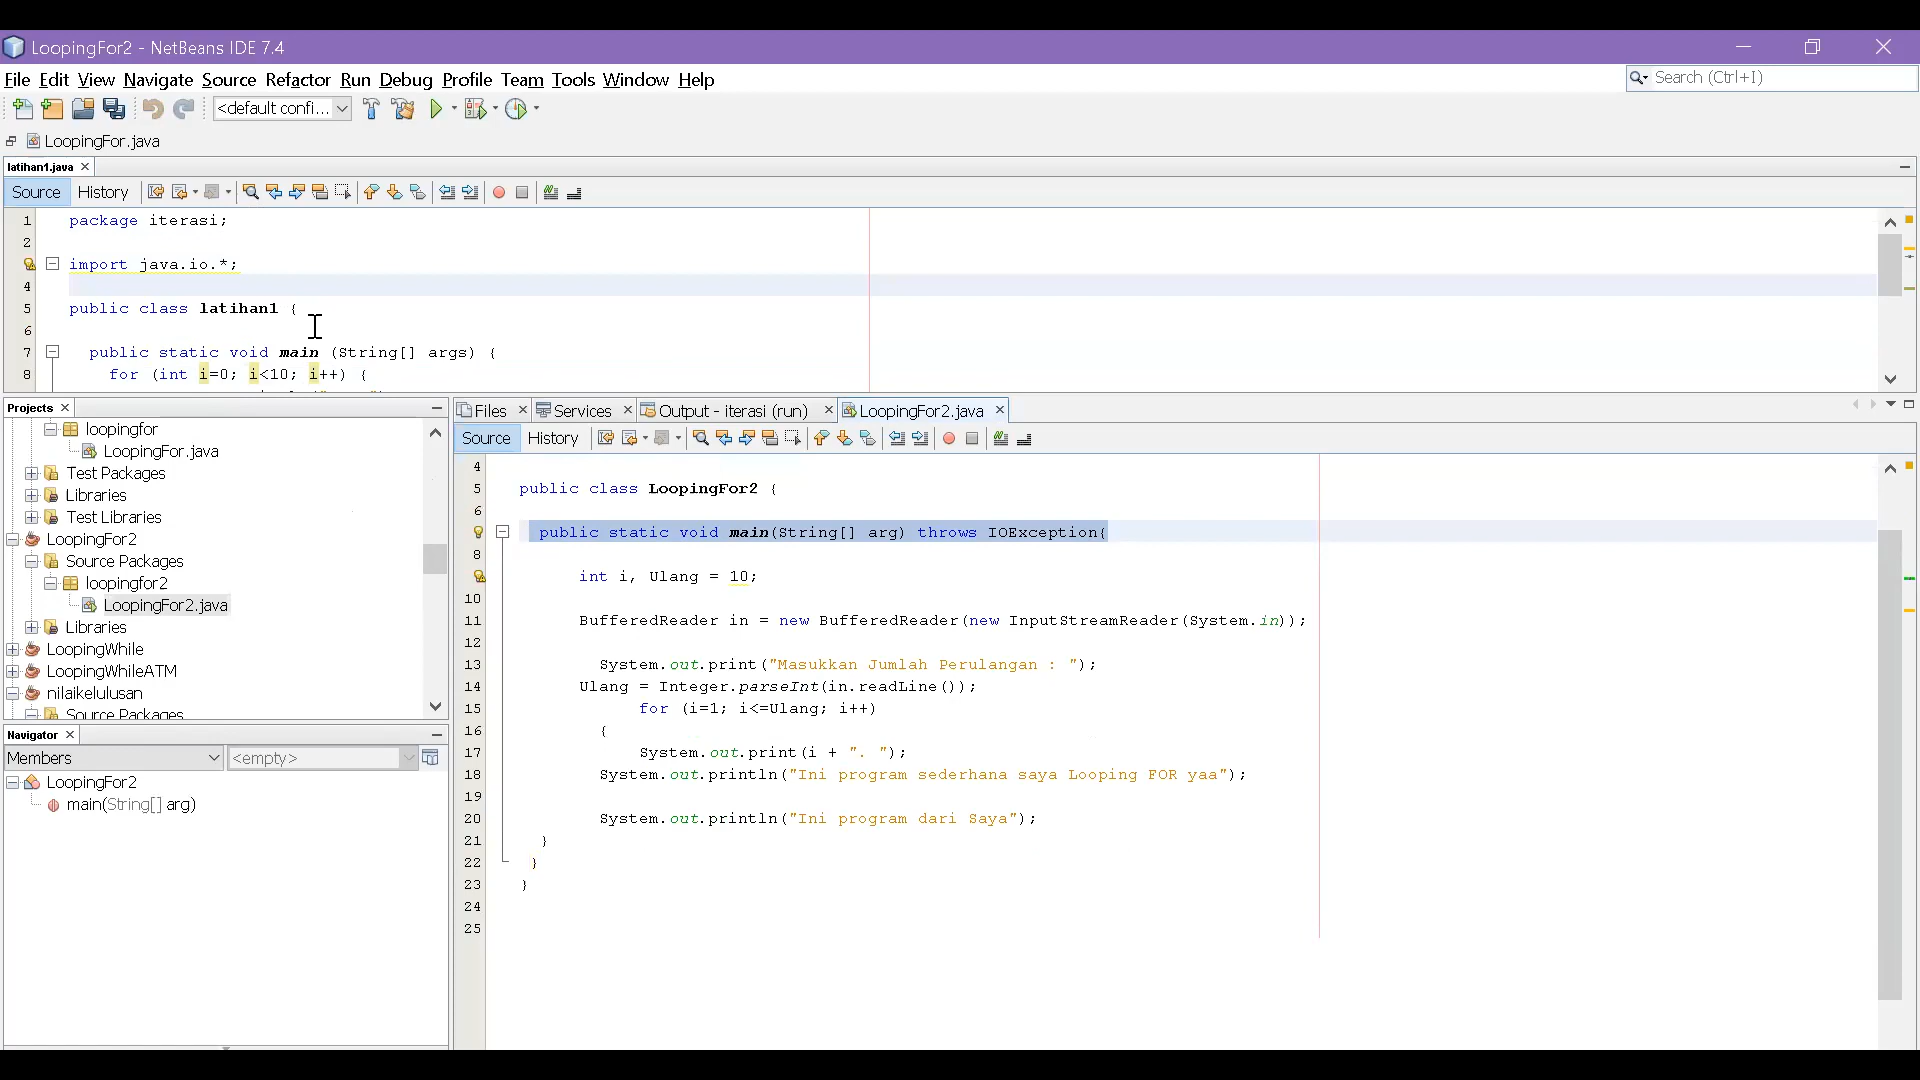 LoopingFor2 - NetBeans IDE 7.4
File Edit View Navigate Source Refactor Run Debug Profile Team Tools Window Help
Search (Ctrl+I)
<default confi...
LoopingFor.java
latihan1.java
Source History
1 package iterasi;
2
import java.io.*;
4
5 public class latihan1 {
6
7 public static void main (String[] args) {
8 for (int i=0; i<10; i++) {
Projects
loopingfor
LoopingFor.java
Test Packages
Libraries
Test Libraries
LoopingFor2
Source Packages
loopingfor2
LoopingFor2.java
Libraries
LoopingWhile
LoopingWhileATM
nilaikelulusan
Source Packages
Navigator
Members <empty>
LoopingFor2
main(String[] arg)
Files Services Output - iterasi (run) LoopingFor2.java
Source History
4
5 public class LoopingFor2 {
6
public static void main(String[] arg) throws IOException{
8
int i, Ulang = 10;
10
11 BufferedReader in = new BufferedReader(new InputStreamReader(System.in));
12
13 System.out.print("Masukkan Jumlah Perulangan : ");
14 Ulang = Integer.parseInt(in.readLine());
15 for (i=1; i<=Ulang; i++)
16 {
17 System.out.print(i + ". ");
18 System.out.println("Ini program sederhana saya Looping FOR yaa");
19
20 System.out.println("Ini program dari Saya");
21 }
22 }
23 }
24
25